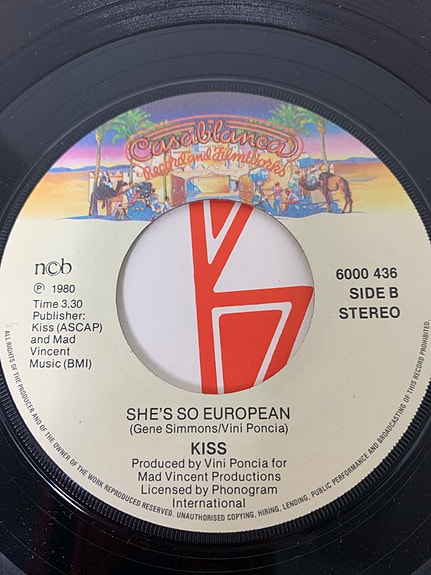 Casablanca
Record and FilmWorks
ncb
℗ 1980
Time 3.30
Publisher:
Kiss (ASCAP)
and Mad
Vincent
Music (BMI)
6000 436
SIDE B
STEREO
SHE'S SO EUROPEAN
(Gene Simmons/Vini Poncia)
KISS
Produced by Vini Poncia for
Mad Vincent Productions
Licensed by Phonogram
International
ALL RIGHTS OF THE PRODUCER AND OF THE OWNER OF THE WORK REPRODUCED RESERVED. UNAUTHORISED COPYING, HIRING, LENDING, PUBLIC PERFORMANCE AND BROADCASTING OF THIS RECORD PROHIBITED.